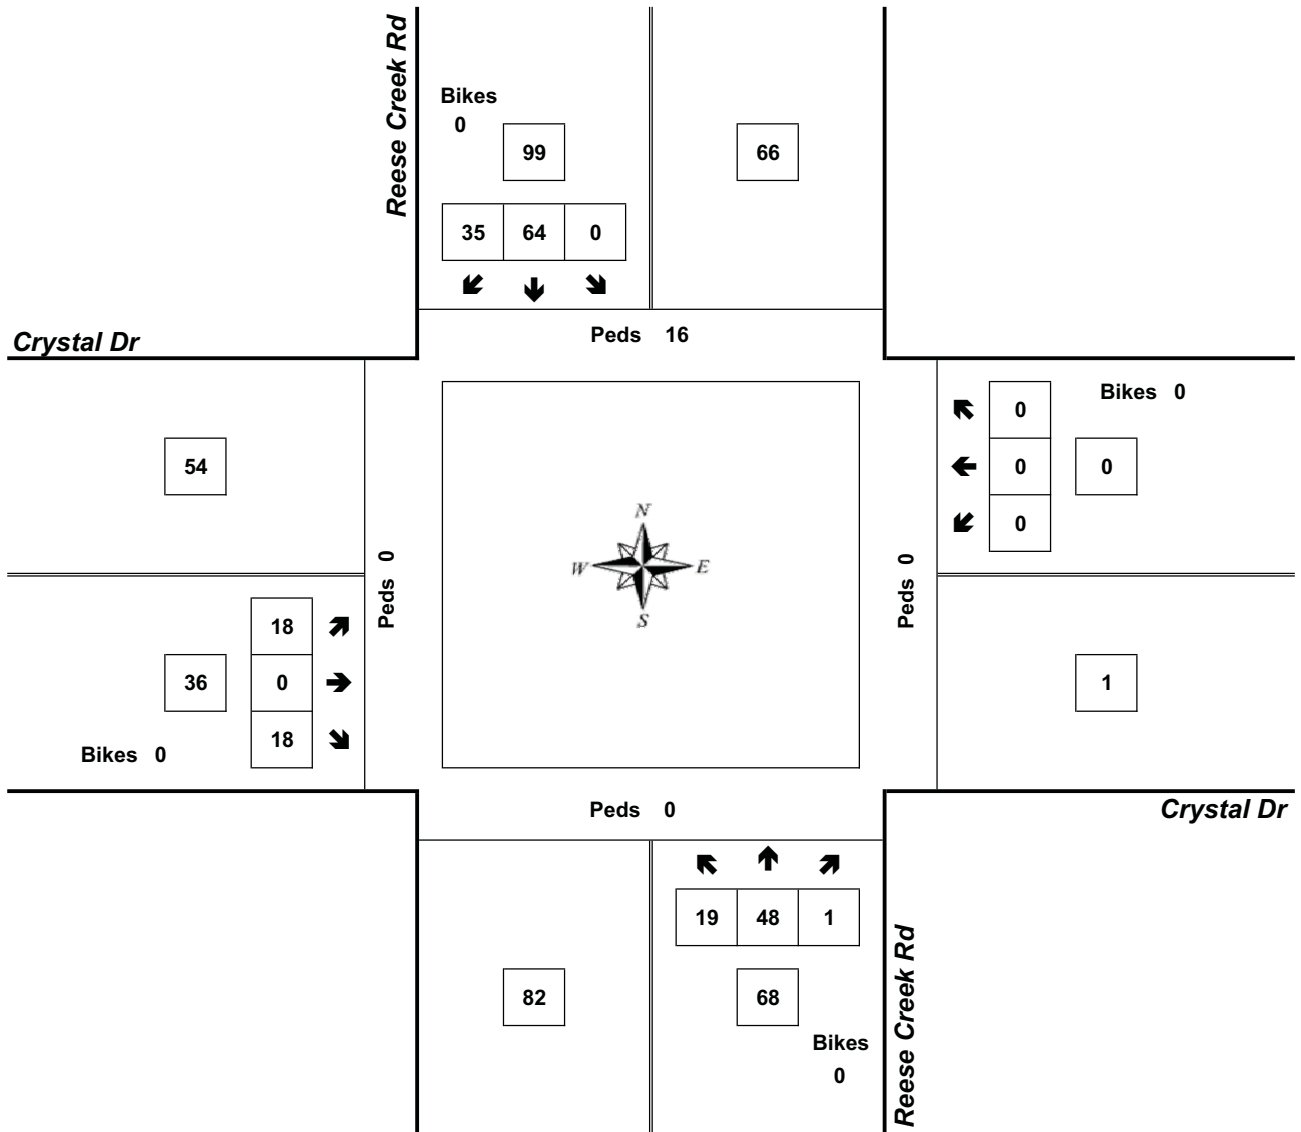 Reese Creek Rd
Bikes
0
99
66
35 64 0
Crystal Dr
Peds 16
54
Peds 0
18
36 0
18
Bikes 0
N
W E
S
Bikes 0
0
0 0
0
Peds 0
1
Peds 0
Crystal Dr
19 48 1
82
68
Bikes
0
Reese Creek Rd